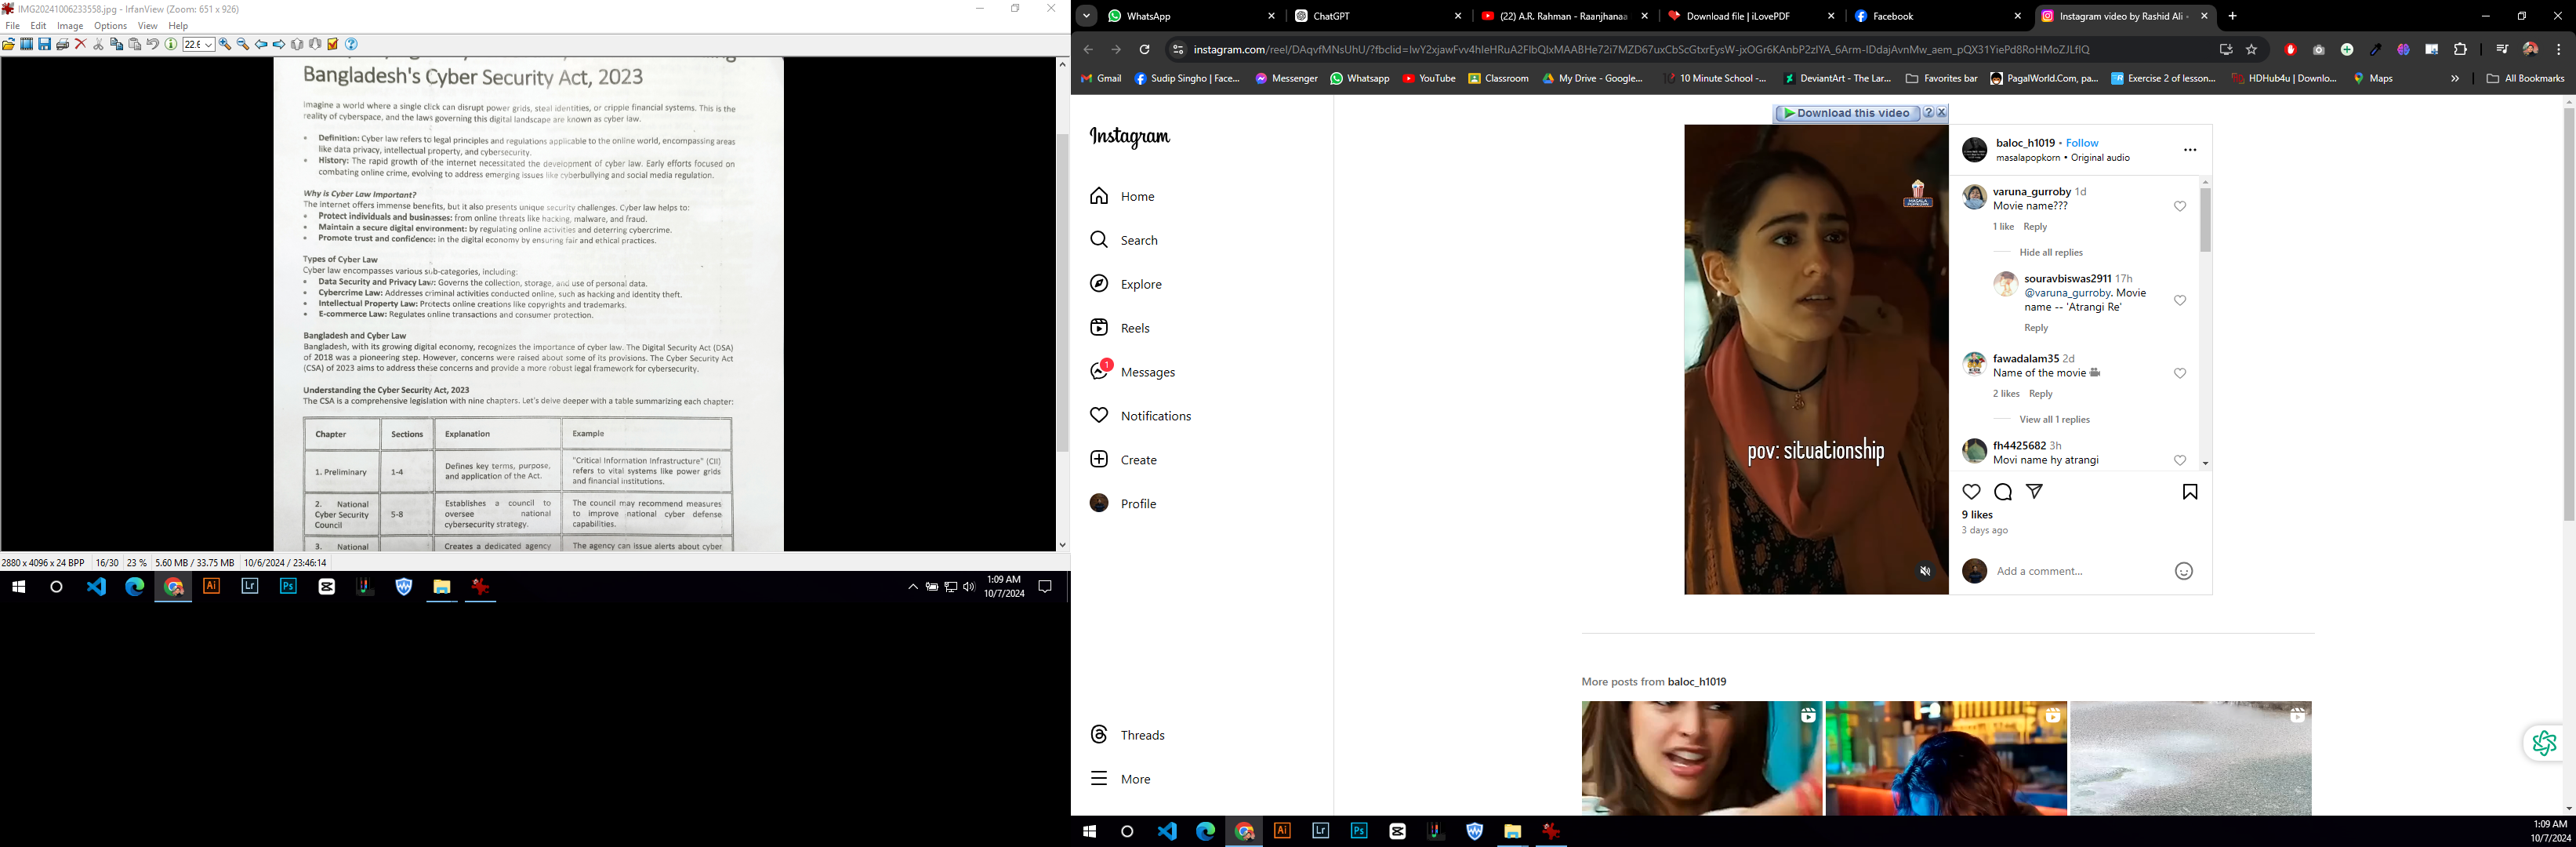 IMG20241006233558.jpg - IrfanView (Zoom: 651 x 926)
File Edit Image Options View Help
Bangladesh's Cyber Security Act, 2023
Imagine a world where a single click can disrupt power grids, steal identities, or cripple financial systems. This is the
reality of cyberspace, and the laws governing this digital landscape are known as cyber law.
• Definition: Cyber law refers to legal principles and regulations applicable to the online world, encompassing areas
like data privacy, intellectual property, and cybersecurity.
• History: The rapid growth of the internet necessitated the development of cyber law. Early efforts focused on
combating online crime, evolving to address emerging issues like cyberbullying and social media regulation.
Why is Cyber Law Important?
The internet offers immense benefits, but it also presents unique security challenges. Cyber law helps to:
• Protect individuals and businesses: from online threats like hacking, malware, and fraud.
• Maintain a secure digital environment: by regulating online activities and deterring cybercrime.
• Promote trust and confidence: in the digital economy by ensuring fair and ethical practices.
Types of Cyber Law
Cyber law encompasses various sub-categories, including:
• Data Security and Privacy Law: Governs the collection, storage, and use of personal data.
• Cybercrime Law: Addresses criminal activities conducted online, such as hacking and identity theft.
• Intellectual Property Law: Protects online creations like copyrights and trademarks.
• E-commerce Law: Regulates online transactions and consumer protection.
Bangladesh and Cyber Law
Bangladesh, with its growing digital economy, recognizes the importance of cyber law. The Digital Security Act (DSA)
of 2018 was a pioneering step. However, concerns were raised about some of its provisions. The Cyber Security Act
(CSA) of 2023 aims to address these concerns and provide a more robust legal framework for cybersecurity.
Understanding the Cyber Security Act, 2023
The CSA is a comprehensive legislation with nine chapters. Let's delve deeper with a table summarizing each chapter:
Chapter Sections Explanation Example
1. Preliminary 1-4 Defines key terms, purpose, and application of the Act. "Critical Information Infrastructure" (CII) refers to vital systems like power grids and financial institutions.
2. National Cyber Security Council 5-8 Establishes a council to oversee national cybersecurity strategy. The council may recommend measures to improve national cyber defense capabilities.
3. National Creates a dedicated agency The agency can issue alerts about cyber
2880 x 4096 x 24 BPP 16/30 23 % 5.60 MB / 33.75 MB 10/6/2024 / 23:46:14
1:09 AM
10/7/2024
WhatsApp ChatGPT (22) A.R. Rahman - Raanjhanaa Download file | iLovePDF Facebook Instagram video by Rashid Ali
Gmail Sudip Singho | Face... Messenger Whatsapp YouTube Classroom My Drive - Google... 10 Minute School -... DeviantArt - The Lar... Favorites bar PagalWorld.Com, pa... Exercise 2 of lesson... HDHub4u | Downlo... Maps All Bookmarks
Instagram
Home
Search
Explore
Reels
1
Messages
Notifications
Create
Profile
Threads
More
Download this video
MASALA
POPKORN
pov: situationship
baloc_h1019 • Follow
masalapopkorn • Original audio
varuna_gurroby 1d
Movie name???
1 like Reply
Hide all replies
souravbiswas2911 17h
@varuna_gurroby. Movie
name -- 'Atrangi Re'
Reply
fawadalam35 2d
Name of the movie
2 likes Reply
View all 1 replies
fh4425682 3h
Movi name hy atrangi
9 likes
3 days ago
Add a comment...
More posts from baloc_h1019
1:09 AM
10/7/2024